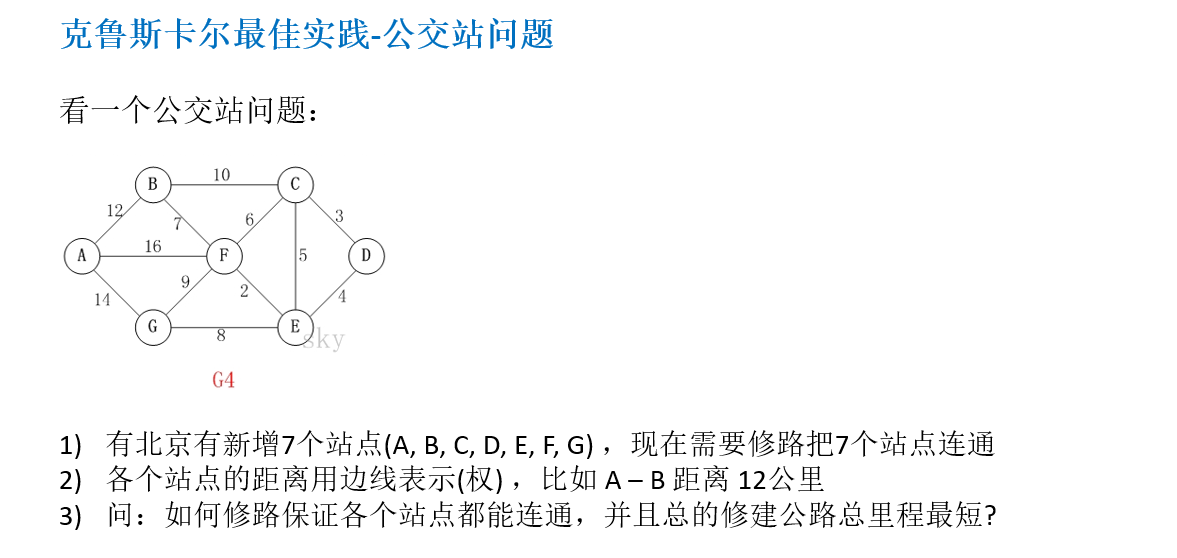 克鲁斯卡尔最佳实践-公交站问题
看一个公交站问题：
B 10 C
12 7 6 3
A 16 F 5 D
14 9 2 4
G 8 E
sky
G4
1) 有北京有新增7个站点(A, B, C, D, E, F, G) ，现在需要修路把7个站点连通
2) 各个站点的距离用边线表示(权) ，比如 A – B 距离 12公里
3) 问：如何修路保证各个站点都能连通，并且总的修建公路总里程最短?